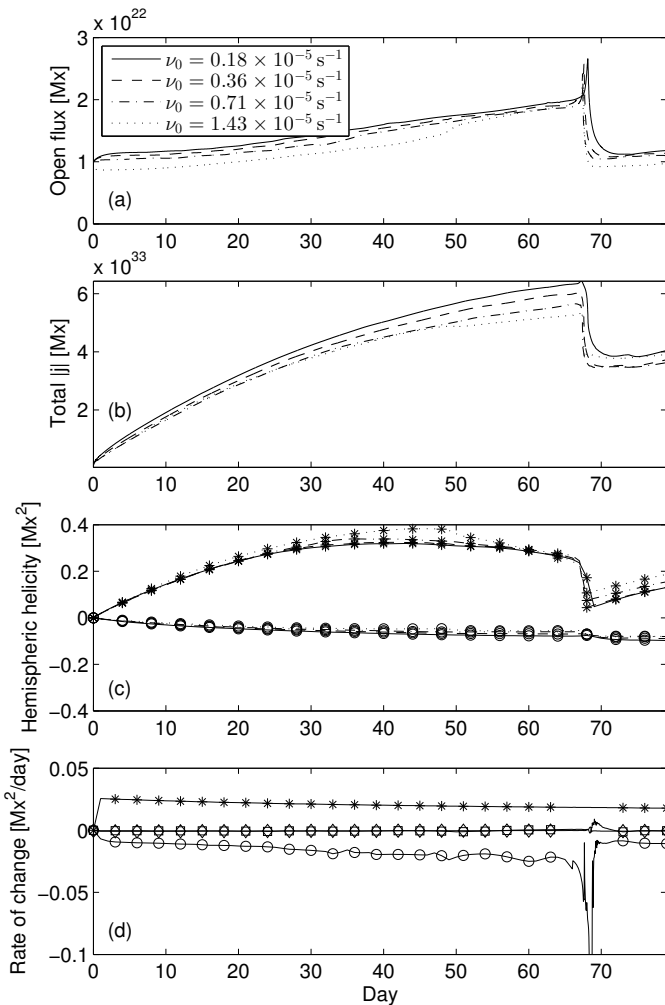 x 10^22
3
2
1
0
Open flux [Mx]
ν₀ = 0.18 × 10⁻⁵ s⁻¹
ν₀ = 0.36 × 10⁻⁵ s⁻¹
ν₀ = 0.71 × 10⁻⁵ s⁻¹
ν₀ = 1.43 × 10⁻⁵ s⁻¹
(a)
0 10 20 30 40 50 60 70
x 10^33
6
4
2
Total |j| [Mx]
(b)
0 10 20 30 40 50 60 70
0.4
0.2
0
−0.2
−0.4
Hemispheric helicity [Mx²]
(c)
0 10 20 30 40 50 60 70
0.05
0
−0.05
−0.1
Rate of change [Mx²/day]
(d)
0 10 20 30 40 50 60 70
Day